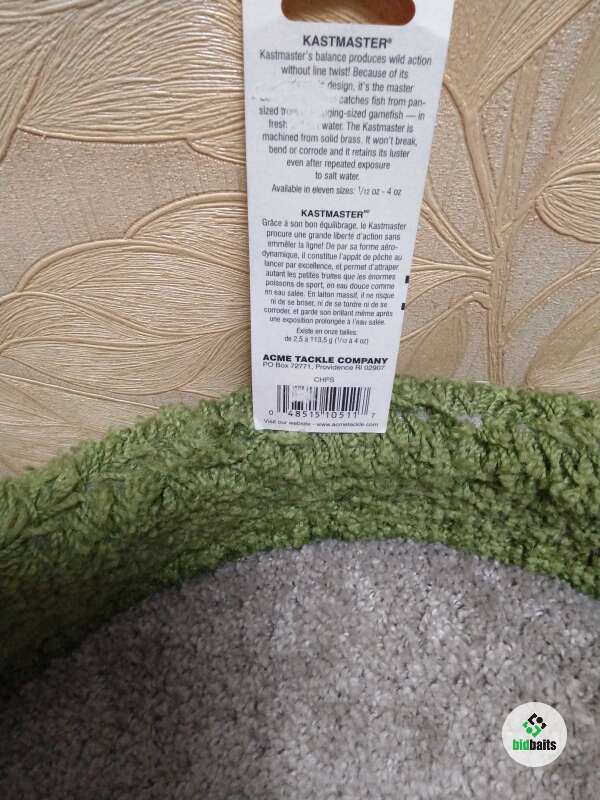 KASTMASTER®
Kastmaster's balance produces wild action
without line twist! Because of its
design, it's the master
catches fish from pan-
sized
fresh water. The Kastmaster is
machined from solid brass. It won't break,
bend or corrode and it retains its luster
even after repeated exposure
to salt water.
Available in eleven sizes: 1/12 oz - 4 oz
KASTMASTERMD
Grâce à son bon équilibrage, le Kastmaster
procure une grande liberté d'action sans
emmêler la ligne! De par sa forme aéro-
dynamique, il constitue l'appât de pêche au
lancer par excellence, et permet d'attraper
autant les petites truites que les énormes
poissons de sport, en eau douce comme
en eau salée. En laiton massif, il ne risque
ni de se briser, ni de se tordre ni de se
corroder, et garde son brillant même après
une exposition prolongée à l'eau salée.
Existe en onze tailles:
de 2,5 à 113,5 g (1/12 à 4 oz)
ACME TACKLE COMPANY
PO Box 72771, Providence RI 02907
CHFS
0 48515 10511 7
Visit our website - www.acmetackle.com
bidbaits